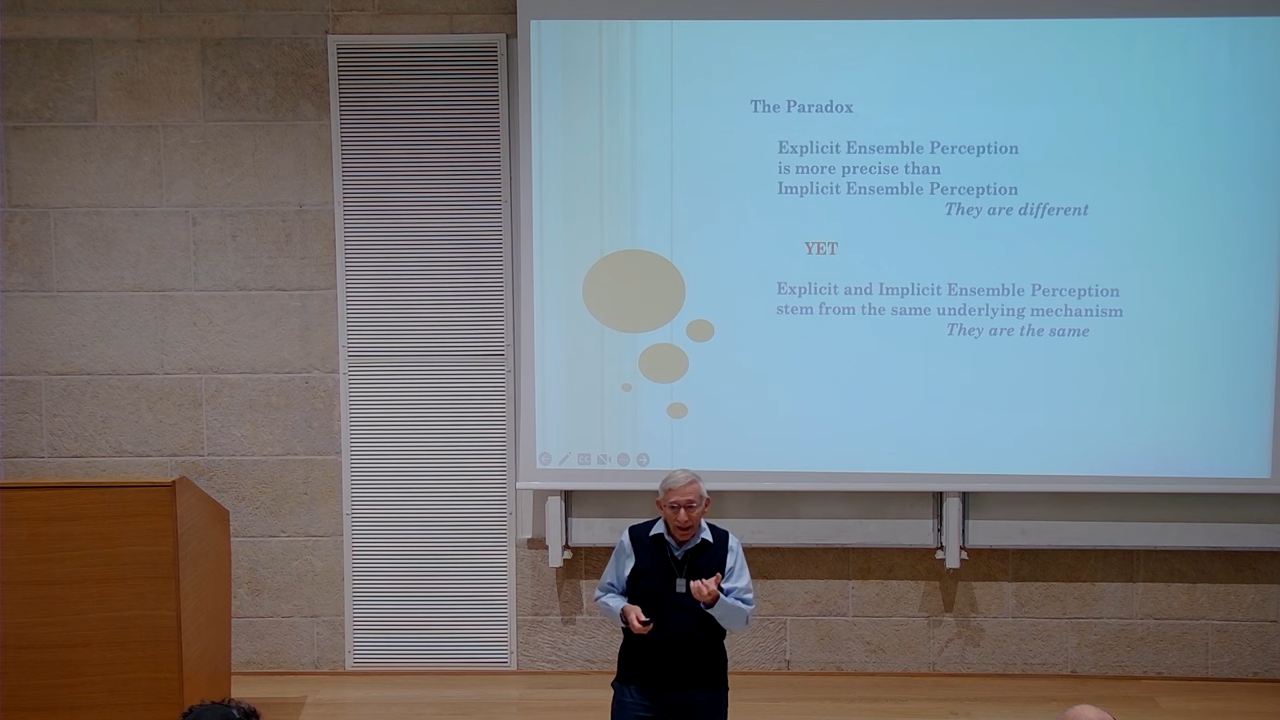 The Paradox
Explicit Ensemble Perception
is more precise than
Implicit Ensemble Perception
They are different
YET
Explicit and Implicit Ensemble Perception
stem from the same underlying mechanism
They are the same